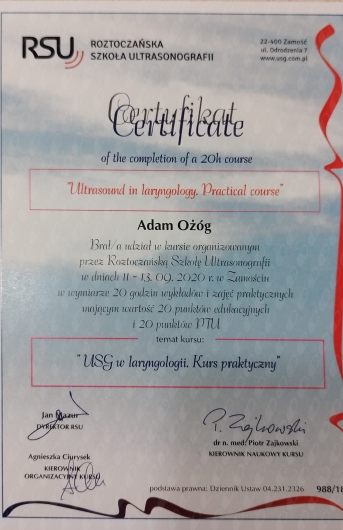 RSU ROZTOCZAŃSKA
SZKOŁA ULTRASONOGRAFII
22-400 Zamość
ul. Odrodzenia 7
www.usg.com.pl
Certyfikat
Certificate
of the completion of a 20h course
"Ultrasound in laryngology. Practical course"
Adam Ożóg
Brał/a udział w kursie organizowanym
przez Roztoczańską Szkołę Ultrasonografii
w dniach 11 - 13. 09. 2020 r. w Zamościu
w wymiarze 20 godzin wykładów i zajęć praktycznych
mającym wartość 20 punktów edukacyjnych
i 20 punktów PTU
temat kursu:
"USG w laryngologii. Kurs praktyczny"
Jan Mazur
DYREKTOR RSU
P. Zajkowski
dr n. med. Piotr Zajkowski
KIEROWNIK NAUKOWY KURSU
Agnieszka Ciurysek
KIEROWNIK
ORGANIZACYJNY KURSU
podstawa prawna: Dziennik Ustaw 04.231.2326
988/18